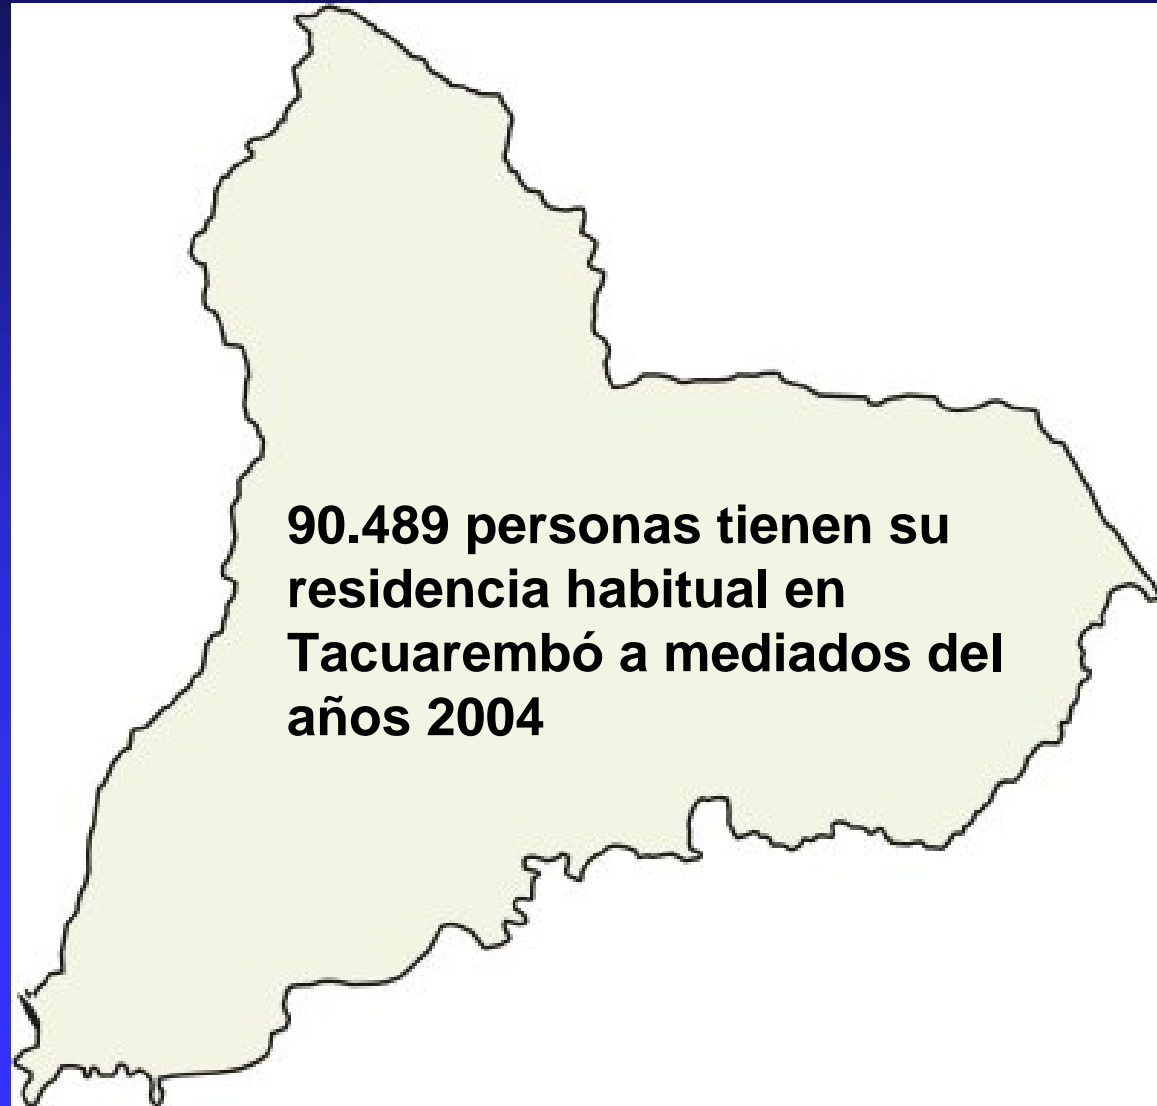 90.489 personas tienen su
residencia habitual en
Tacuarembó a mediados del
años 2004